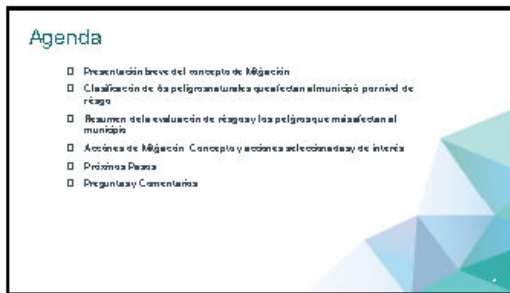 Agenda
Presentación breve del concepto de Mitigación
Clasificación de los peligros naturales que afectan al municipio por nivel de
riesgo
Resumen de la evaluación de riesgos y los peligros que más afectan al
municipio
Acciones de Mitigación Concepto y acciones seleccionadas y de interés
Próximos Pasos
Preguntas y Comentarios